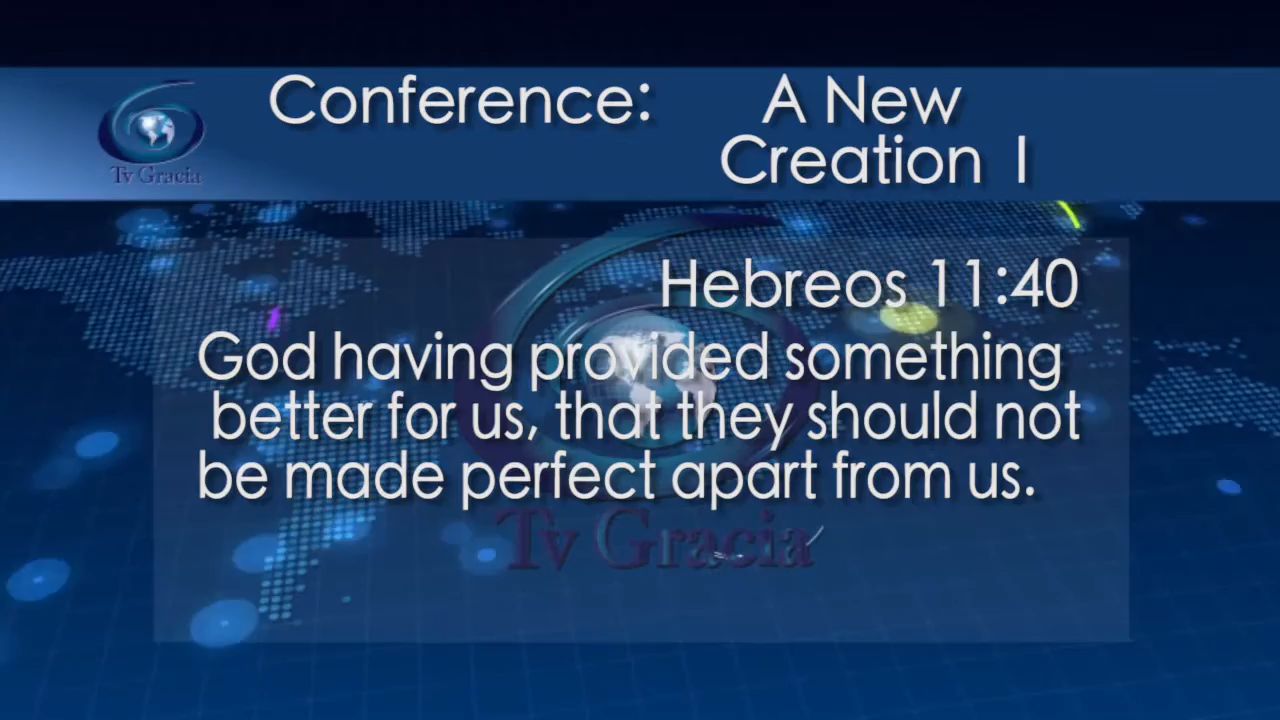 Conference: A New
Creation I
Tv Gracia
Hebreos 11:40
God having provided something
better for us, that they should not
be made perfect apart from us.
Tv Gracia